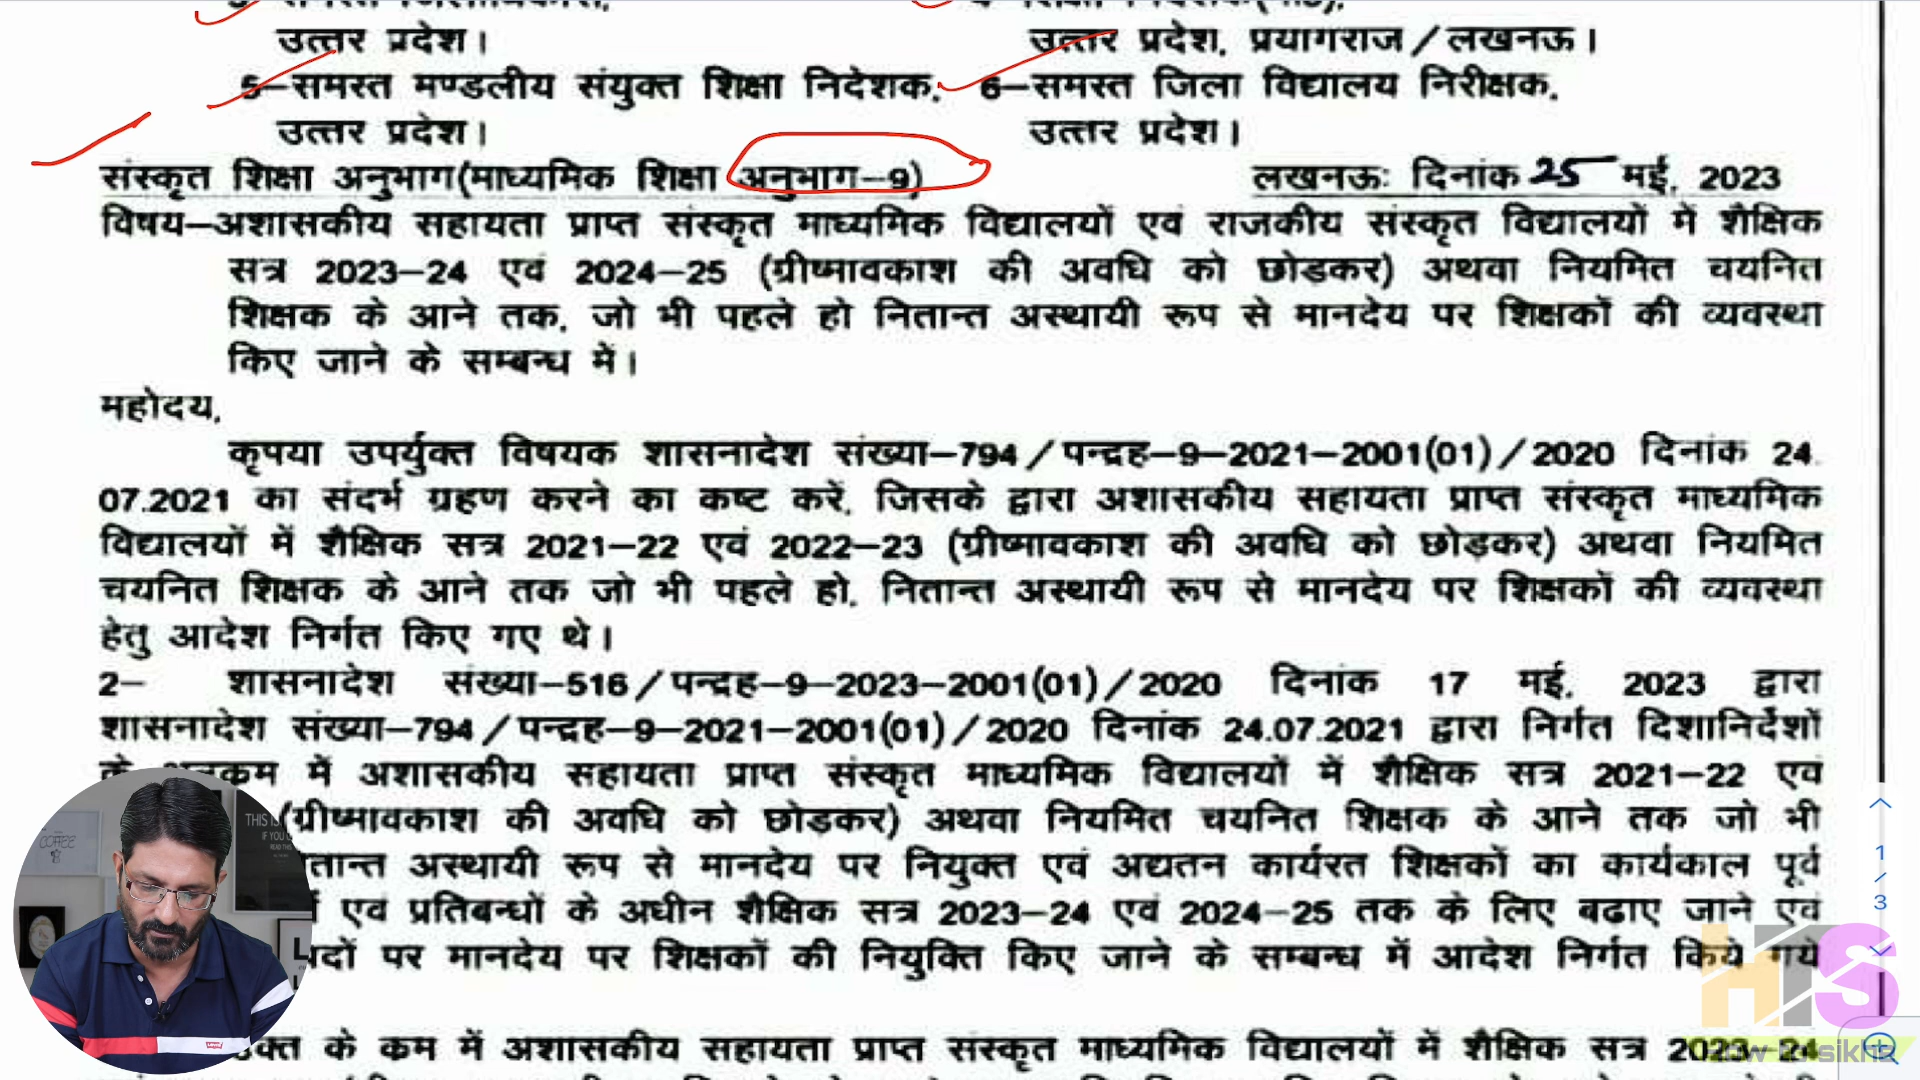 उत्तर प्रदेश।
उत्तर प्रदेश, प्रयागराज/लखनऊ।
5–समस्त मण्डलीय संयुक्त शिक्षा निदेशक,
6–समस्त जिला विद्यालय निरीक्षक,
उत्तर प्रदेश।
उत्तर प्रदेश।
संस्कृत शिक्षा अनुभाग(माध्यमिक शिक्षा अनुभाग–9)
लखनऊः दिनांक 25 मई, 2023
विषय–अशासकीय सहायता प्राप्त संस्कृत माध्यमिक विद्यालयों एवं राजकीय संस्कृत विद्यालयों में शैक्षिक
सत्र 2023–24 एवं 2024–25 (ग्रीष्मावकाश की अवधि को छोड़कर) अथवा नियमित चयनित
शिक्षक के आने तक, जो भी पहले हो नितान्त अस्थायी रूप से मानदेय पर शिक्षकों की व्यवस्था
किए जाने के सम्बन्ध में।
महोदय,
कृपया उपर्युक्त विषयक शासनादेश संख्या–794/पन्द्रह–9–2021–2001(01)/2020 दिनांक 24.
07.2021 का संदर्भ ग्रहण करने का कष्ट करें, जिसके द्वारा अशासकीय सहायता प्राप्त संस्कृत माध्यमिक
विद्यालयों में शैक्षिक सत्र 2021–22 एवं 2022–23 (ग्रीष्मावकाश की अवधि को छोड़कर) अथवा नियमित
चयनित शिक्षक के आने तक जो भी पहले हो, नितान्त अस्थायी रूप से मानदेय पर शिक्षकों की व्यवस्था
हेतु आदेश निर्गत किए गए थे।
2– शासनादेश संख्या–516/पन्द्रह–9–2023–2001(01)/2020 दिनांक 17 मई, 2023 द्वारा
शासनादेश संख्या–794/पन्द्रह–9–2021–2001(01)/2020 दिनांक 24.07.2021 द्वारा निर्गत दिशानिर्देशों
के अनुक्रम में अशासकीय सहायता प्राप्त संस्कृत माध्यमिक विद्यालयों में शैक्षिक सत्र 2021–22 एवं
(ग्रीष्मावकाश की अवधि को छोड़कर) अथवा नियमित चयनित शिक्षक के आने तक जो भी
अस्थायी रूप से मानदेय पर नियुक्त एवं अद्यतन कार्यरत शिक्षकों का कार्यकाल पूर्व
एवं प्रतिबन्धों के अधीन शैक्षिक सत्र 2023–24 एवं 2024–25 तक के लिए बढाए जाने एवं
पदों पर मानदेय पर शिक्षकों की नियुक्ति किए जाने के सम्बन्ध में आदेश निर्गत किये गये
के क्रम में अशासकीय सहायता प्राप्त संस्कृत माध्यमिक विद्यालयों में शैक्षिक सत्र 2023–24
1
/
3
HTS
COFFEE